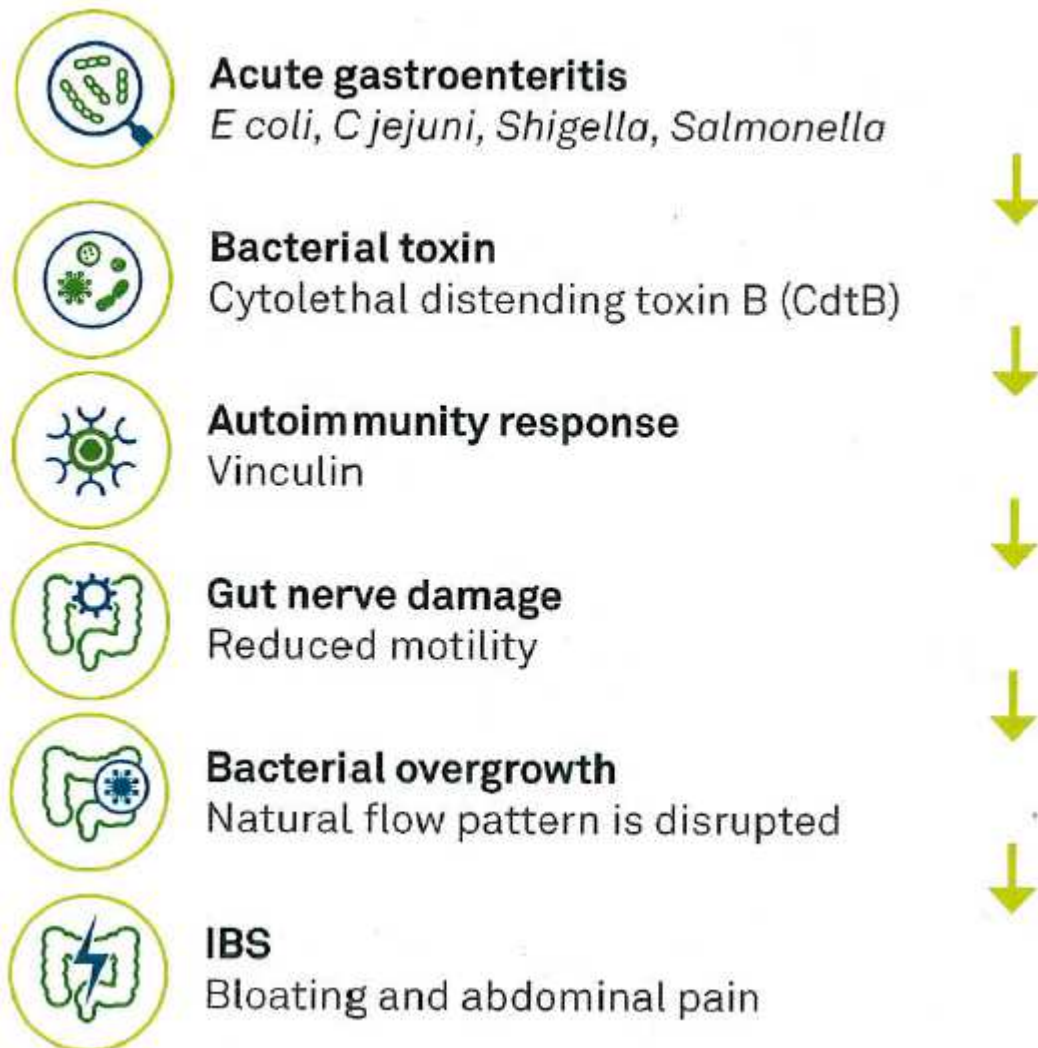 Acute gastroenteritis
E coli, C jejuni, Shigella, Salmonella
Bacterial toxin
Cytolethal distending toxin B (CdtB)
Autoimmunity response
Vinculin
Gut nerve damage
Reduced motility
Bacterial overgrowth
Natural flow pattern is disrupted
IBS
Bloating and abdominal pain